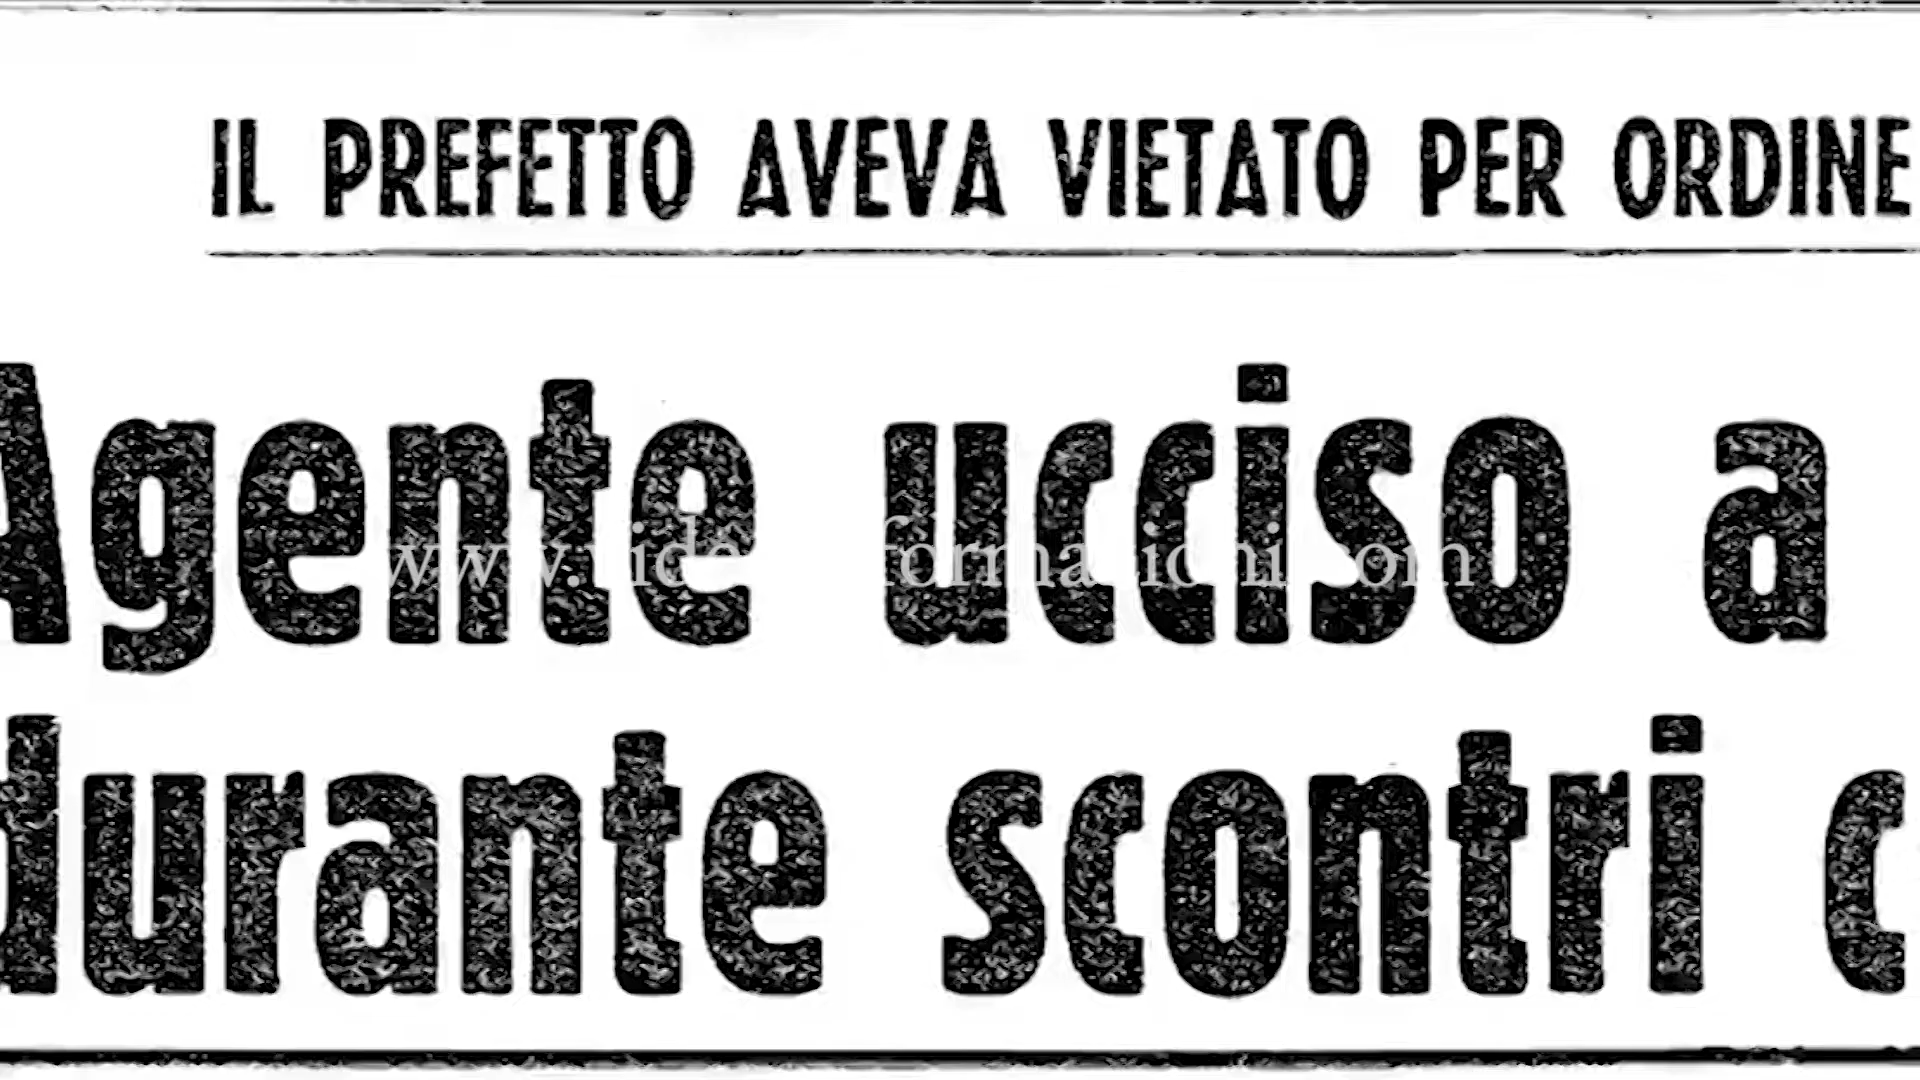 IL PREFETTO AVEVA VIETATO PER ORDINE
Agente ucciso a
durante scontri c